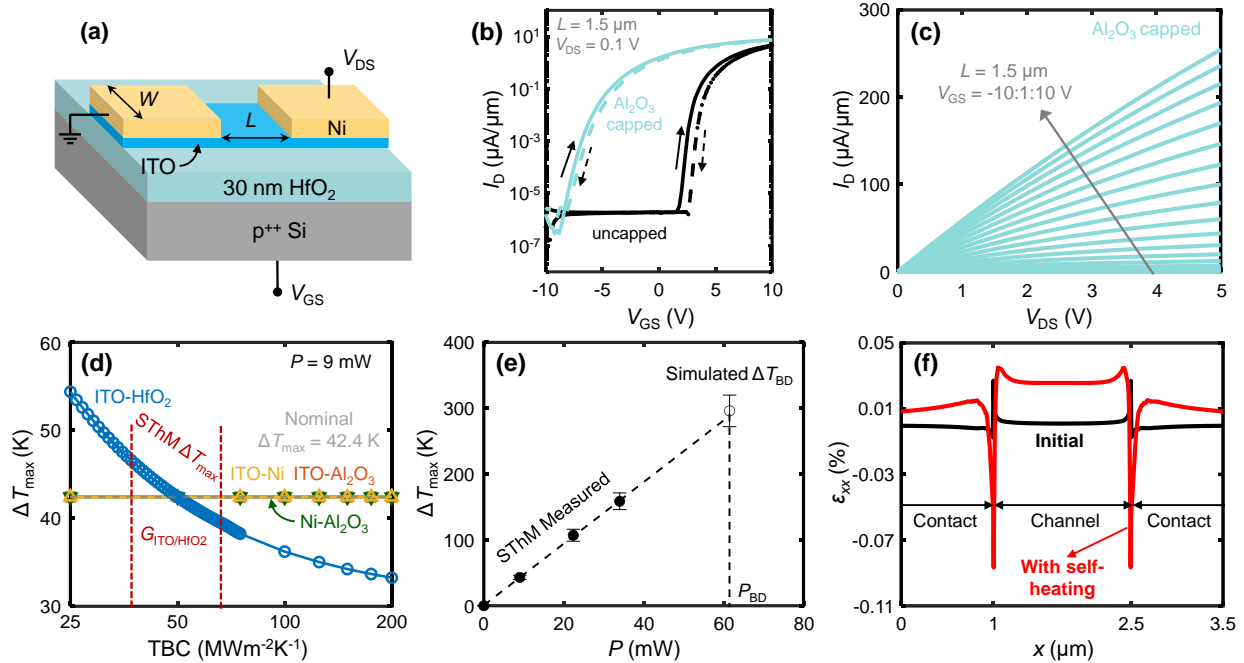 (a)
V_DS
W
L
Ni
ITO
30 nm HfO₂
p⁺⁺ Si
V_GS
(b)
L = 1.5 µm
V_DS = 0.1 V
Al₂O₃
capped
uncapped
I_D (µA/µm)
10¹
10⁻¹
10⁻³
10⁻⁵
10⁻⁷
-10
-5
0
5
10
V_GS (V)
(c)
Al₂O₃ capped
L = 1.5 µm
V_GS = -10:1:10 V
I_D (µA/µm)
300
200
100
0
0
1
2
3
4
5
V_DS (V)
(d)
P = 9 mW
ITO-HfO₂
Nominal
ΔT_max = 42.4 K
SThM ΔT_max
ITO-Ni
ITO-Al₂O₃
Ni-Al₂O₃
G_ITO/HfO2
ΔT_max (K)
60
50
40
30
25
50
100
200
TBC (MWm⁻²K⁻¹)
(e)
Simulated ΔT_BD
SThM Measured
P_BD
ΔT_max (K)
400
300
200
100
0
0
20
40
60
80
P (mW)
(f)
Initial
Contact
Channel
Contact
With self-
heating
ε_xx (%)
0.05
0.01
-0.03
-0.07
-0.11
0
1
2.5
3.5
x (µm)